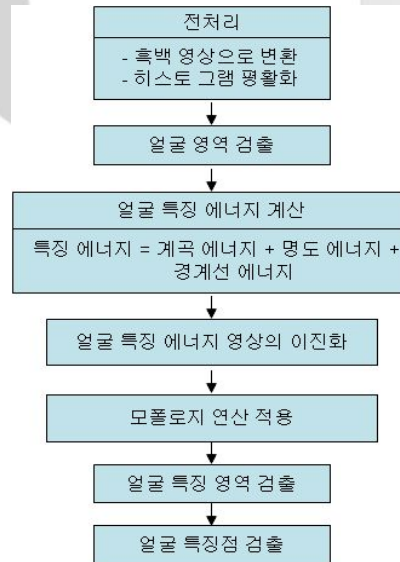 전처리
- 흑백 영상으로 변환
- 히스토 그램 평활화
얼굴 영역 검출
얼굴 특징 에너지 계산
특징 에너지 = 계곡 에너지 + 명도 에너지 +
경계선 에너지
얼굴 특징 에너지 영상의 이진화
모폴로지 연산 적용
얼굴 특징 영역 검출
얼굴 특징점 검출